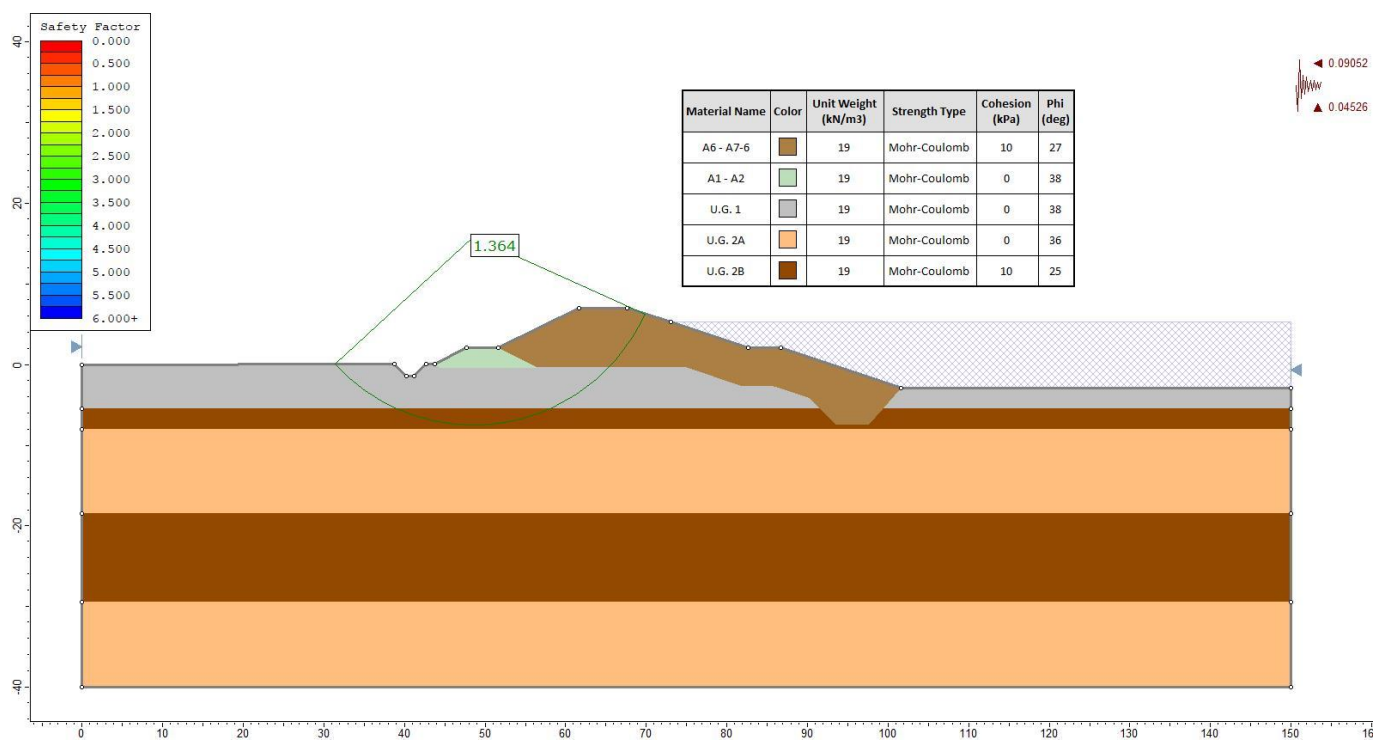 Safety Factor
0.000
0.500
1.000
1.500
2.000
2.500
3.000
3.500
4.000
4.500
5.000
5.500
6.000+
0.09052
0.04526
Material Name Color Unit Weight (kN/m3) Strength Type Cohesion (kPa) Phi (deg)
A6 - A7-6 19 Mohr-Coulomb 10 27
A1 - A2 19 Mohr-Coulomb 0 38
U.G. 1 19 Mohr-Coulomb 0 38
U.G. 2A 19 Mohr-Coulomb 0 36
U.G. 2B 19 Mohr-Coulomb 10 25
1.364
40
20
0
-20
-40
0 10 20 30 40 50 60 70 80 90 100 110 120 130 140 150 160